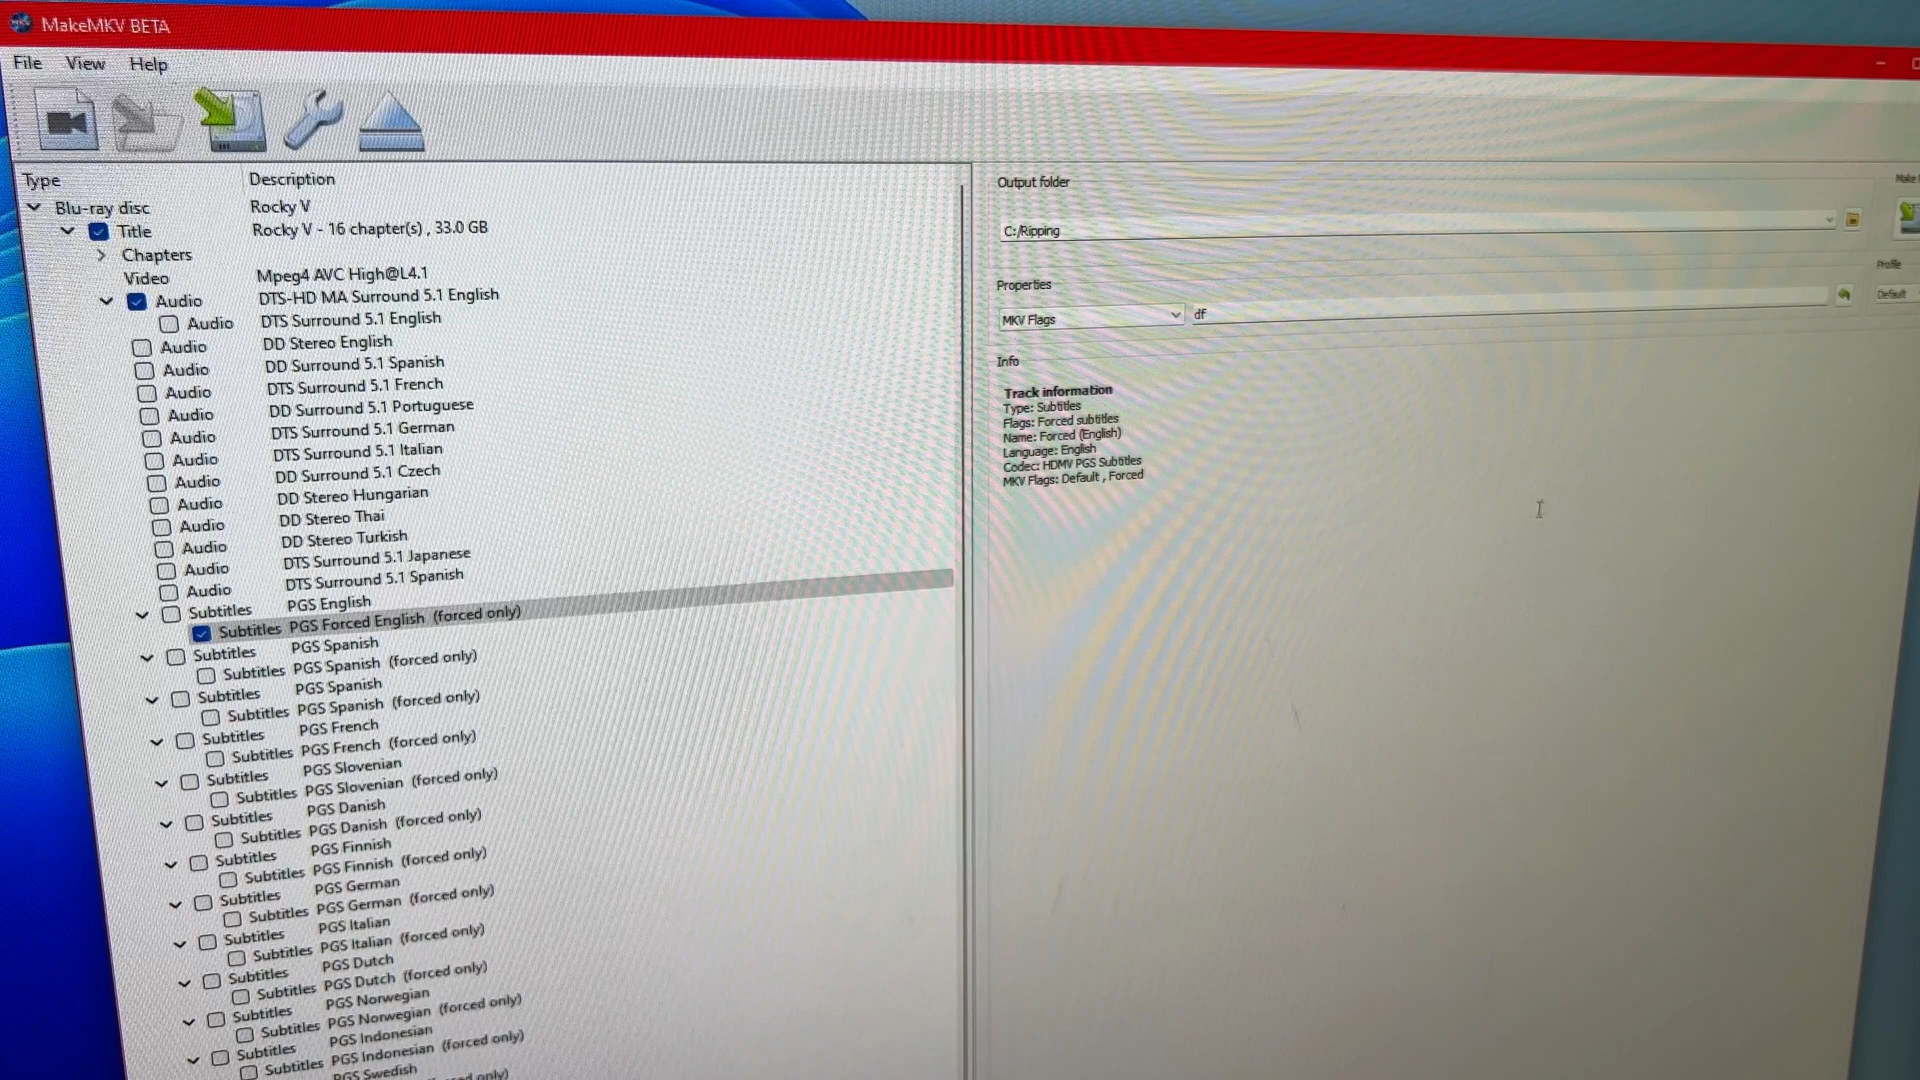 MakeMKV BETA
File View Help
Type Description
Blu-ray disc Rocky V
Title Rocky V - 16 chapter(s) , 33.0 GB
Chapters
Video Mpeg4 AVC High@L4.1
Audio DTS-HD MA Surround 5.1 English
Audio DTS Surround 5.1 English
Audio DD Stereo English
Audio DD Surround 5.1 Spanish
Audio DTS Surround 5.1 French
Audio DD Surround 5.1 Portuguese
Audio DTS Surround 5.1 German
Audio DTS Surround 5.1 Italian
Audio DD Surround 5.1 Czech
Audio DD Stereo Hungarian
Audio DD Stereo Thai
Audio DD Stereo Turkish
Audio DTS Surround 5.1 Japanese
Audio DTS Surround 5.1 Spanish
Subtitles PGS English
Subtitles PGS Forced English (forced only)
Subtitles PGS Spanish
Subtitles PGS Spanish (forced only)
Subtitles PGS Spanish
Subtitles PGS Spanish (forced only)
Subtitles PGS French
Subtitles PGS French (forced only)
Subtitles PGS Slovenian
Subtitles PGS Slovenian (forced only)
Subtitles PGS Danish
Subtitles PGS Danish (forced only)
Subtitles PGS Finnish
Subtitles PGS Finnish (forced only)
Subtitles PGS German
Subtitles PGS German (forced only)
Subtitles PGS Italian
Subtitles PGS Italian (forced only)
Subtitles PGS Dutch
Subtitles PGS Dutch (forced only)
Subtitles PGS Norwegian
Subtitles PGS Norwegian (forced only)
Subtitles PGS Indonesian
Subtitles PGS Indonesian (forced only)
PGS Swedish
only)
Output folder
Make
C:/Ripping
Profile
Properties
Default
MKV Flags df
Info
Track information
Type: Subtitles
Flags: Forced subtitles
Name: Forced (English)
Language: English
Codec: HDMV PGS Subtitles
MKV Flags: Default , Forced